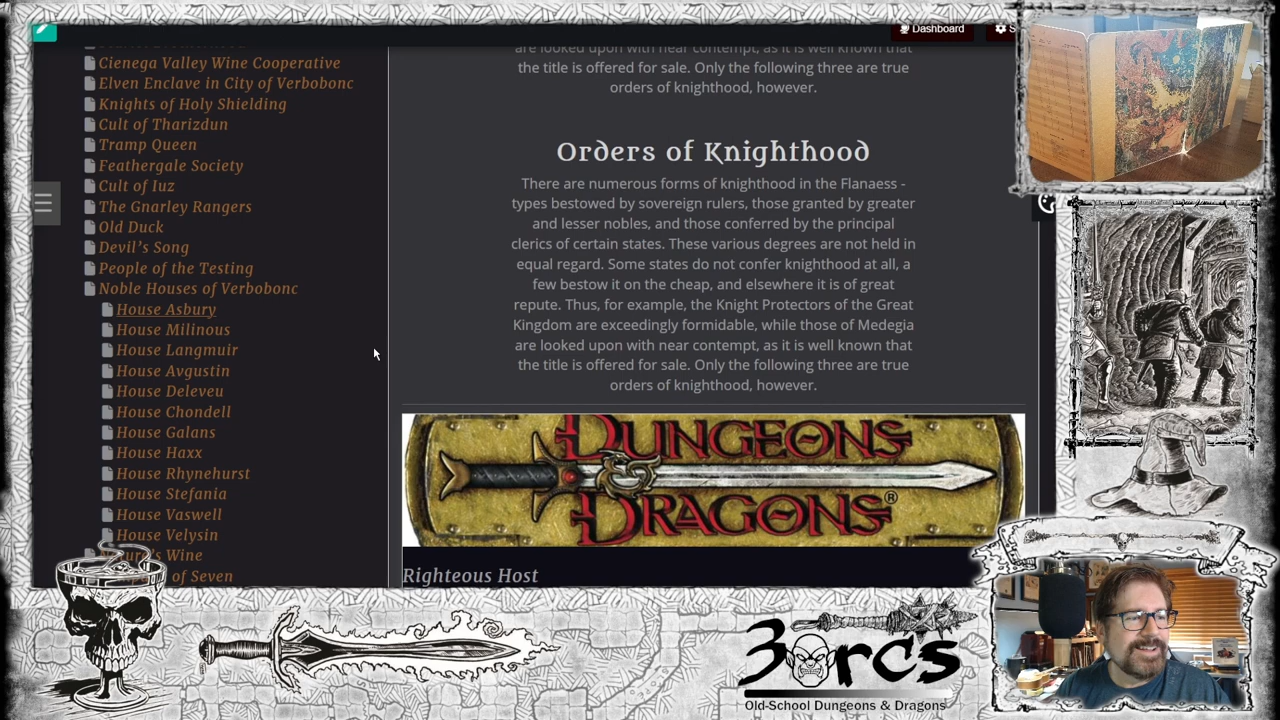 Dashboard
Cienega Valley Wine Cooperative
Elven Enclave in City of Verbobonc
Knights of Holy Shielding
Cult of Tharizdun
Tramp Queen
Feathergale Society
Cult of Iuz
The Gnarley Rangers
Old Duck
Devil's Song
People of the Testing
Noble Houses of Verbobonc
House Asbury
House Milinous
House Langmuir
House Avgustin
House Deleveu
House Chondell
House Galans
House Haxx
House Rhynehurst
House Stefania
House Vaswell
House Velysin
Wine
of Seven
are looked upon with near contempt, as it is well known that
the title is offered for sale. Only the following three are true
orders of knighthood, however.
Orders of Knighthood
There are numerous forms of knighthood in the Flanaess -
types bestowed by sovereign rulers, those granted by greater
and lesser nobles, and those conferred by the principal
clerics of certain states. These various degrees are not held in
equal regard. Some states do not confer knighthood at all, a
few bestow it on the cheap, and elsewhere it is of great
repute. Thus, for example, the Knight Protectors of the Great
Kingdom are exceedingly formidable, while those of Medegia
are looked upon with near contempt, as it is well known that
the title is offered for sale. Only the following three are true
orders of knighthood, however.
DUNGEONS
&
DRAGONS®
Righteous Host
3 orcs
Old-School Dungeons & Dragons